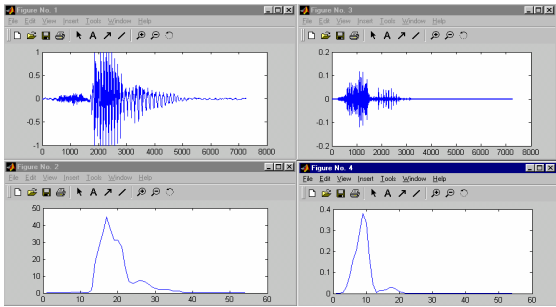 Figure No. 1
File Edit View Insert Tools Window Help
A
1
0.5
0
-0.5
-1
0 1000 2000 3000 4000 5000 6000 7000 8000
Figure No. 3
File Edit View Insert Tools Window Help
A
0.2
0.1
0
-0.1
-0.2
0 1000 2000 3000 4000 5000 6000 7000 8000
Figure No. 2
File Edit View Insert Tools Window Help
A
50
40
30
20
10
0
0 10 20 30 40 50 60
Figure No. 4
File Edit View Insert Tools Window Help
A
0.4
0.3
0.2
0.1
0
0 10 20 30 40 50 60